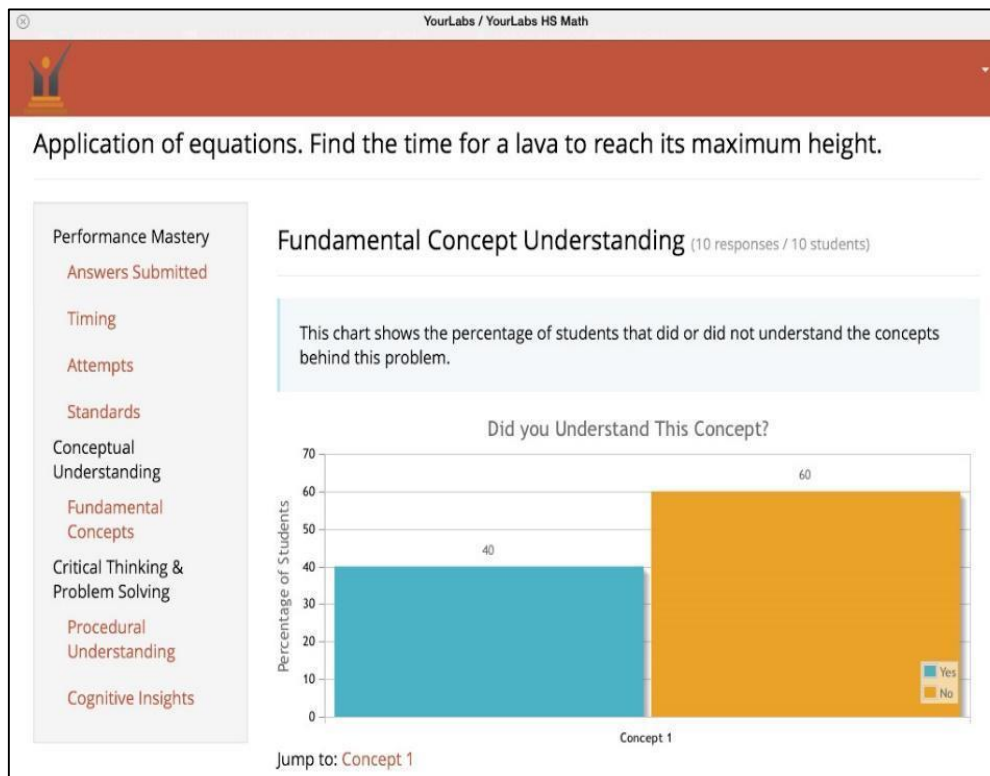 YourLabs / YourLabs HS Math
Application of equations. Find the time for a lava to reach its maximum height.
Performance Mastery
Answers Submitted
Timing
Attempts
Standards
Conceptual
Understanding
Fundamental
Concepts
Critical Thinking &
Problem Solving
Procedural
Understanding
Cognitive Insights
Fundamental Concept Understanding (10 responses / 10 students)
This chart shows the percentage of students that did or did not understand the concepts
behind this problem.
Did you Understand This Concept?
Percentage of Students
70
60
50
40
30
20
10
0
40
60
Yes
No
Concept 1
Jump to: Concept 1